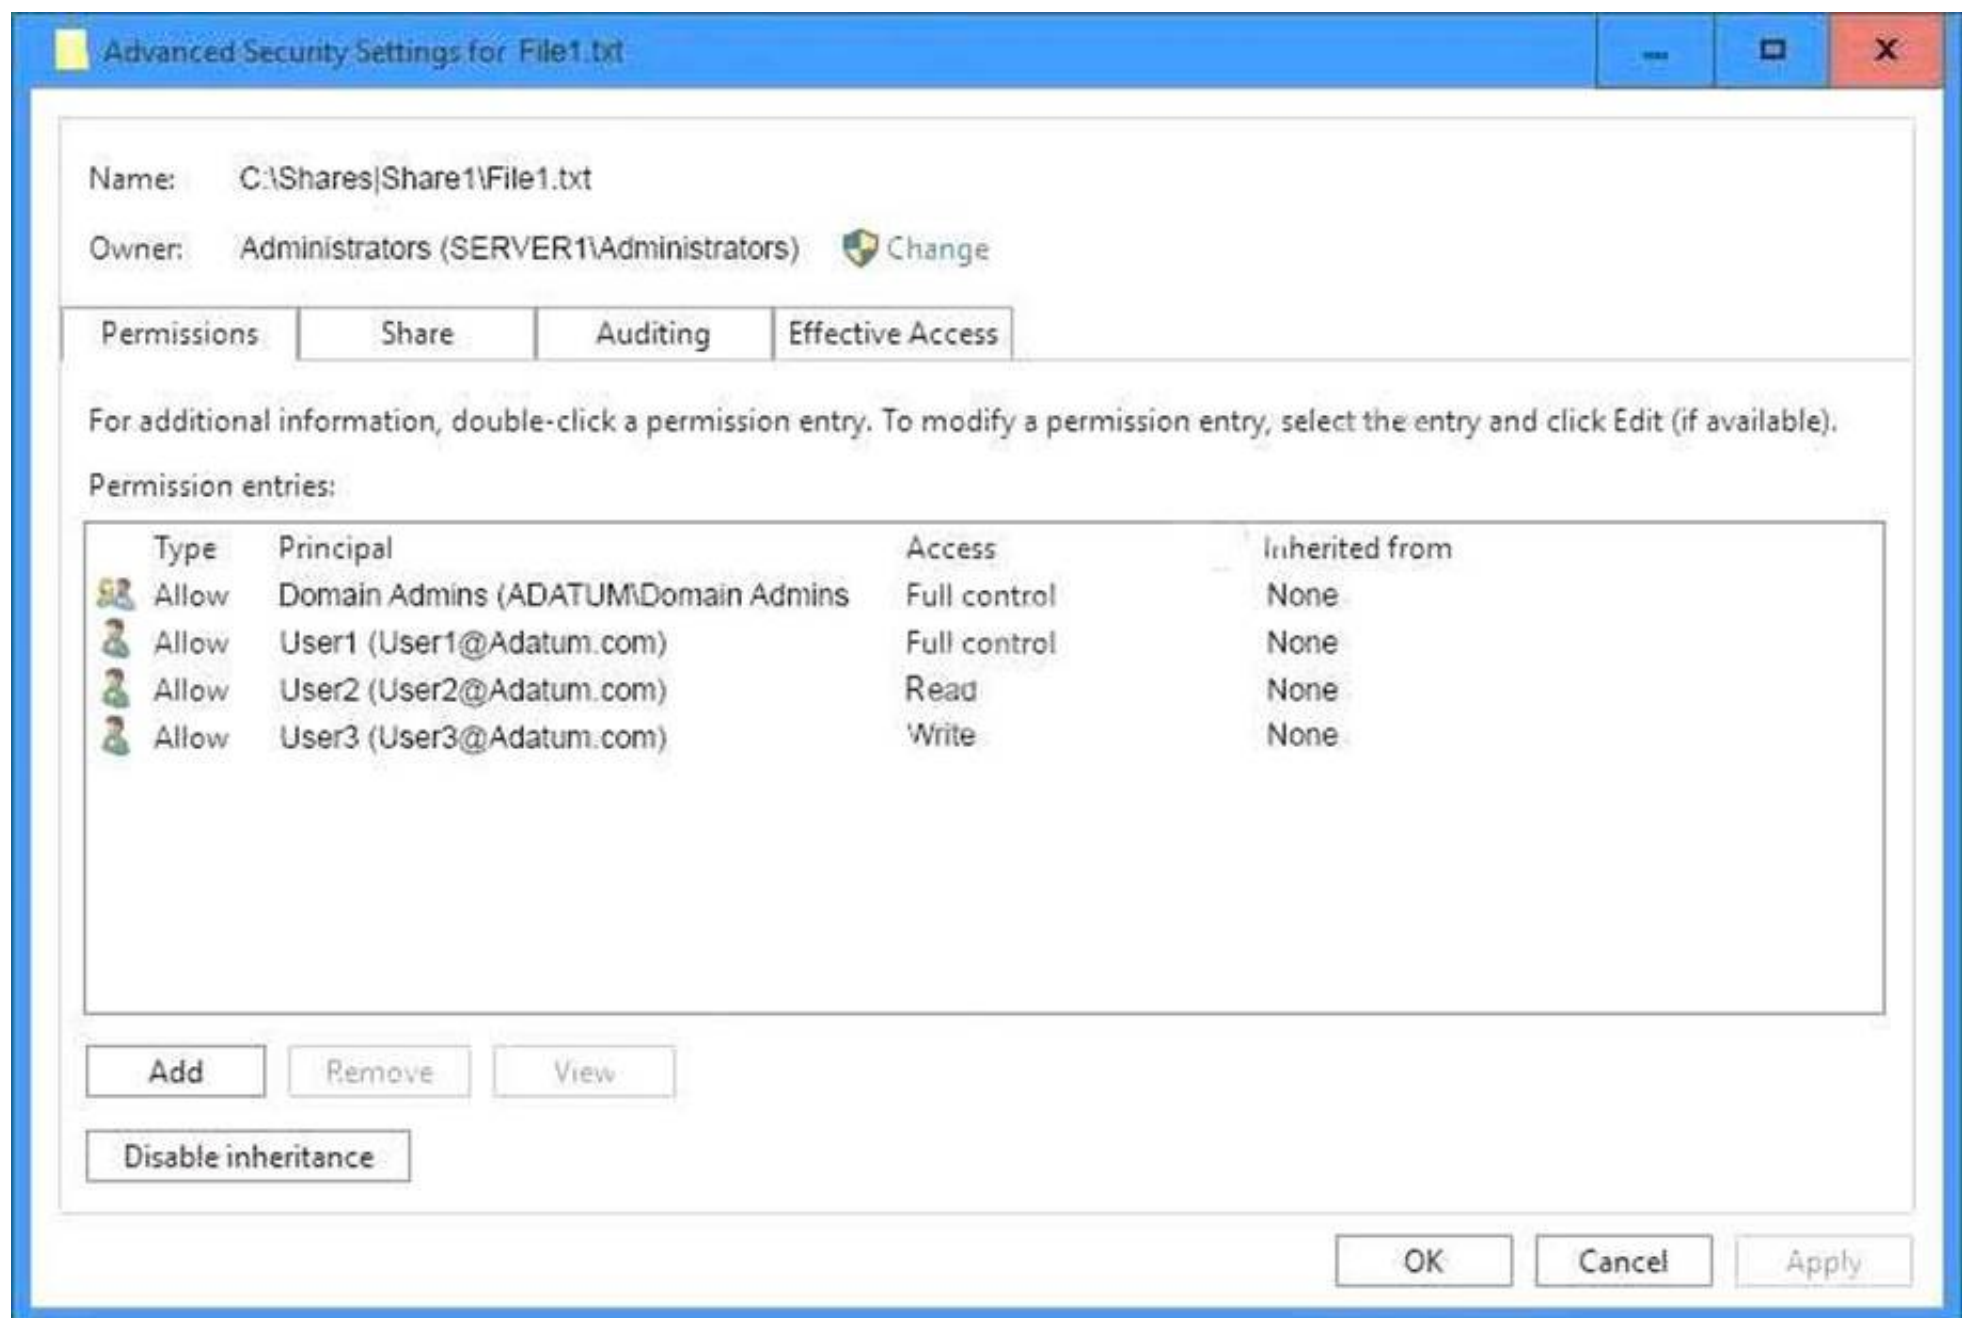 Advanced Security Settings for File1.txt
Name: C:\Shares|Share1\File1.txt
Owner: Administrators (SERVER1\Administrators) Change
Permissions Share Auditing Effective Access
For additional information, double-click a permission entry. To modify a permission entry, select the entry and click Edit (if available).
Permission entries:
Type Principal Access Inherited from
Allow Domain Admins (ADATUM\Domain Admins Full control None
Allow User1 (User1@Adatum.com) Full control None
Allow User2 (User2@Adatum.com) Read None
Allow User3 (User3@Adatum.com) Write None
Add Remove View
Disable inheritance
OK Cancel Apply